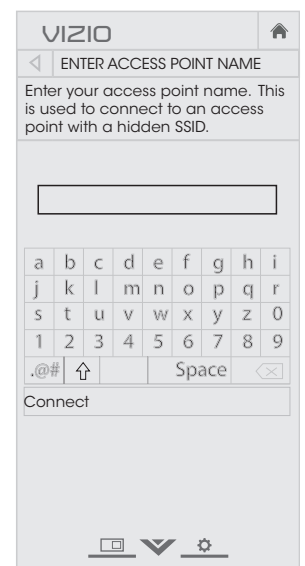 VIZIO
ENTER ACCESS POINT NAME
Enter your access point name. This
is used to connect to an access
point with a hidden SSID.
a b c d e f g h i
j k l m n o p q r
s t u v w x y z 0
1 2 3 4 5 6 7 8 9
.@# Space
Connect